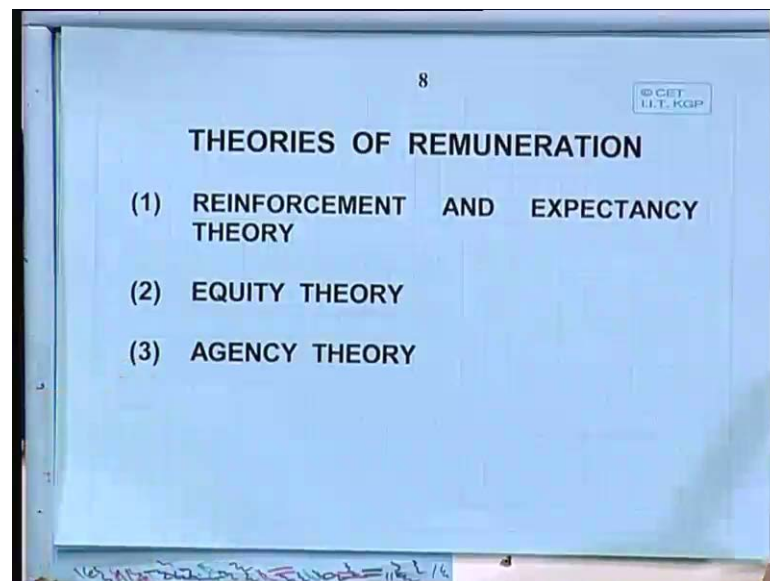 8
© CET
I.I.T. KGP
THEORIES OF REMUNERATION
(1) REINFORCEMENT AND EXPECTANCY
THEORY
(2) EQUITY THEORY
(3) AGENCY THEORY